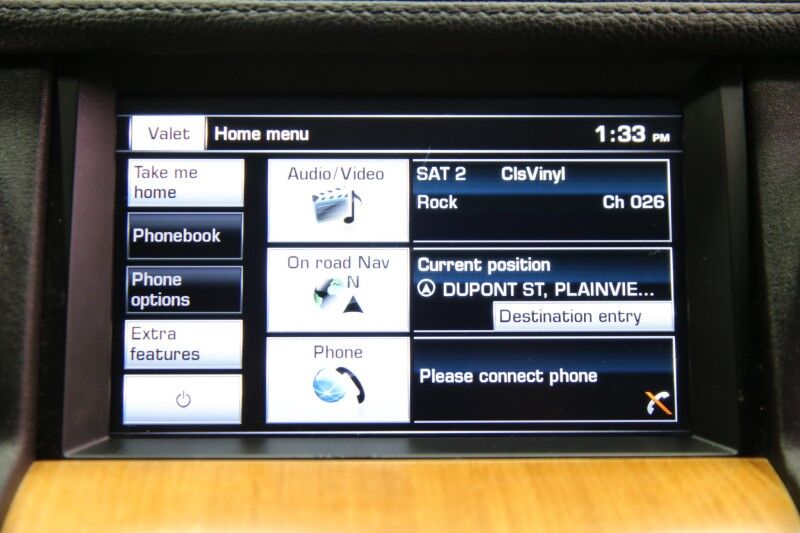 Valet
Home menu
1:33 PM
Take me
home
Phonebook
Phone
options
Extra
features
Audio/Video
SAT 2 ClsVinyl
Rock Ch 026
On road Nav
N
Current position
DUPONT ST, PLAINVIE...
Destination entry
Phone
Please connect phone